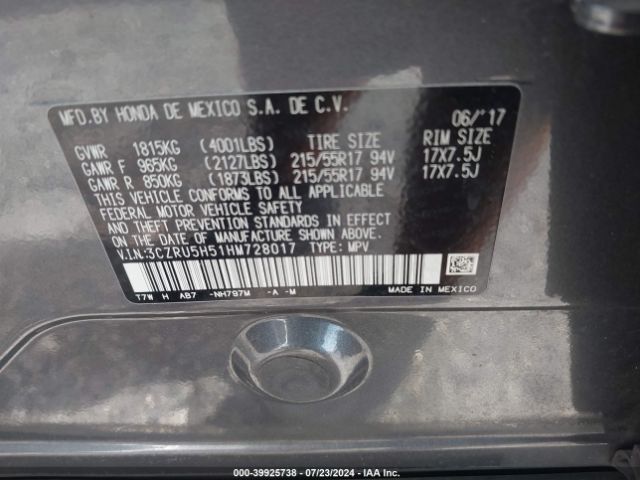 MFD.BY HONDA DE MEXICO S.A. DE C.V.
06/'17
GVWR 1815KG (4001LBS) TIRE SIZE RIM SIZE
GAWR F 965KG (2127LBS) 215/55R17 94V 17X7.5J
GAWR R 850KG (1873LBS) 215/55R17 94V 17X7.5J
THIS VEHICLE CONFORMS TO ALL APPLICABLE
FEDERAL MOTOR VEHICLE SAFETY
AND THEFT PREVENTION STANDARDS IN EFFECT
ON THE DATE OF MANUFACTURE SHOWN ABOVE.
V.I.N.:3CZRU5H51HM728017 TYPE: MPV
T7W H AB7 -NH797M -A -M
MADE IN MEXICO
000-39925738 - 07/23/2024 - IAA Inc.